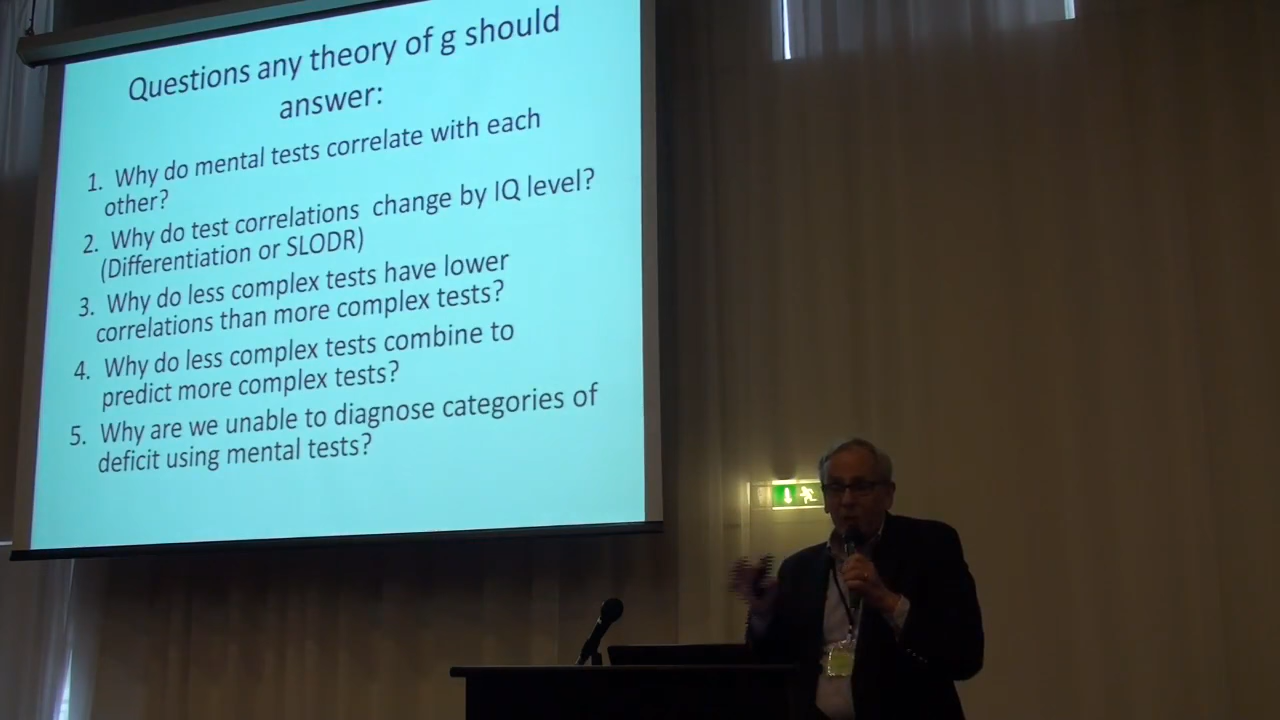 Questions any theory of g should
answer:
1. Why do mental tests correlate with each
other?
2. Why do test correlations change by IQ level?
(Differentiation or SLODR)
3. Why do less complex tests have lower
correlations than more complex tests?
4. Why do less complex tests combine to
predict more complex tests?
5. Why are we unable to diagnose categories of
deficit using mental tests?